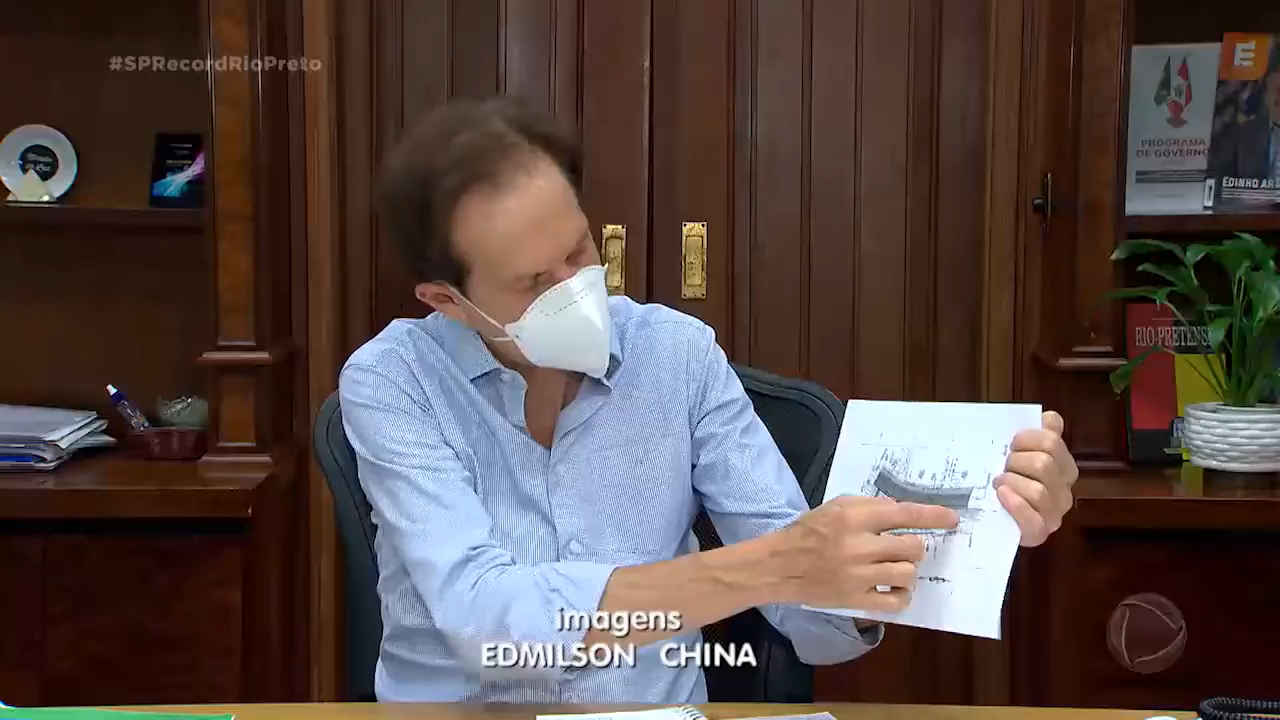 #SPRecordRioPreto
E
PROGRAMA
DE GOVERNO
EDINHO AR
RIO-PRETENS
imagens
EDMILSON CHINA